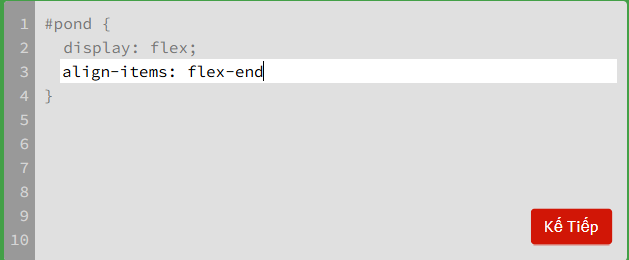 1 #pond {
2 display: flex;
3 align-items: flex-end
4 }
5
6
7
8
9
10
Kế Tiếp